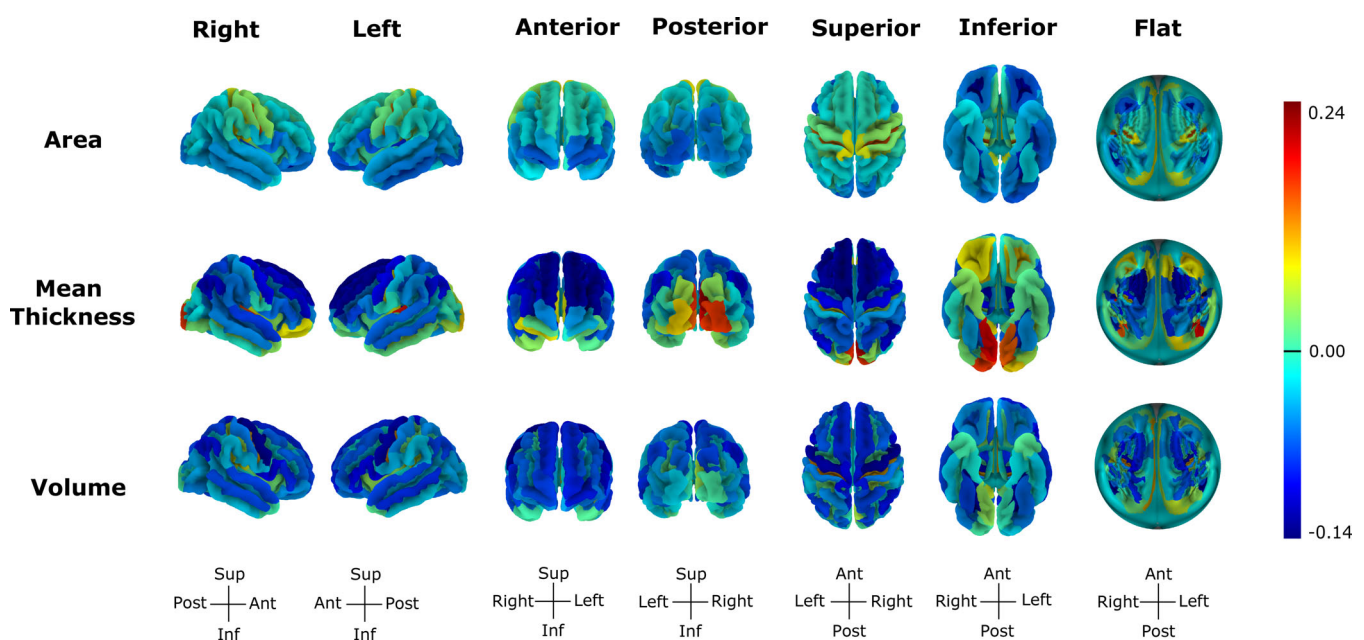 Right Left Anterior Posterior Superior Inferior Flat
Area
Mean
Thickness
Volume
0.24
0.00
-0.14
Sup Sup Sup Sup Ant Ant Ant
Post Ant Ant Post Right Left Left Right Left Right Right Left Right Left
Inf Inf Inf Inf Post Post Post